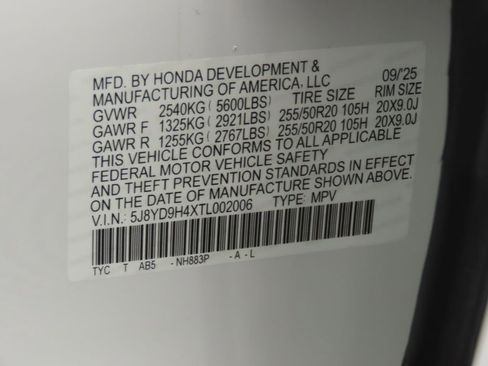 MFD. BY HONDA DEVELOPMENT & 09/'25
MANUFACTURING OF AMERICA, LLC
TIRE SIZE RIM SIZE
GVWR 2540KG ( 5600LBS)
GAWR F 1325KG ( 2921LBS) 255/50R20 105H 20X9.0J
GAWR R 1255KG ( 2767LBS) 255/50R20 105H 20X9.0J
THIS VEHICLE CONFORMS TO ALL APPLICABLE
FEDERAL MOTOR VEHICLE SAFETY
AND THEFT PREVENTION STANDARDS IN EFFECT
ON THE DATE OF MANUFACTURE SHOWN ABOVE.
V.I.N.: 5J8YD9H4XTL002006 TYPE: MPV
TYC T AB5 -NH883P -A-L